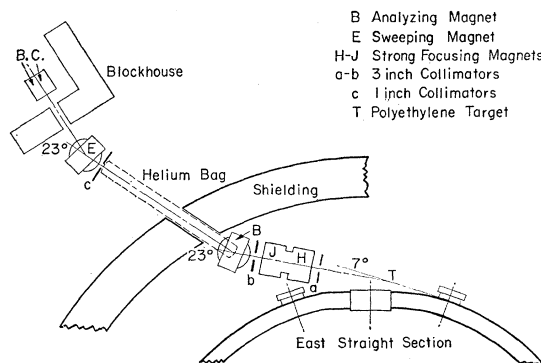 B Analyzing Magnet
E Sweeping Magnet
H-J Strong Focusing Magnets
a-b 3 inch Collimators
c 1 inch Collimators
T Polyethylene Target
B.C.
Blockhouse
23°
E
c
Helium Bag
Shielding
B
23°
J
H
b
a
7°
T
East Straight Section